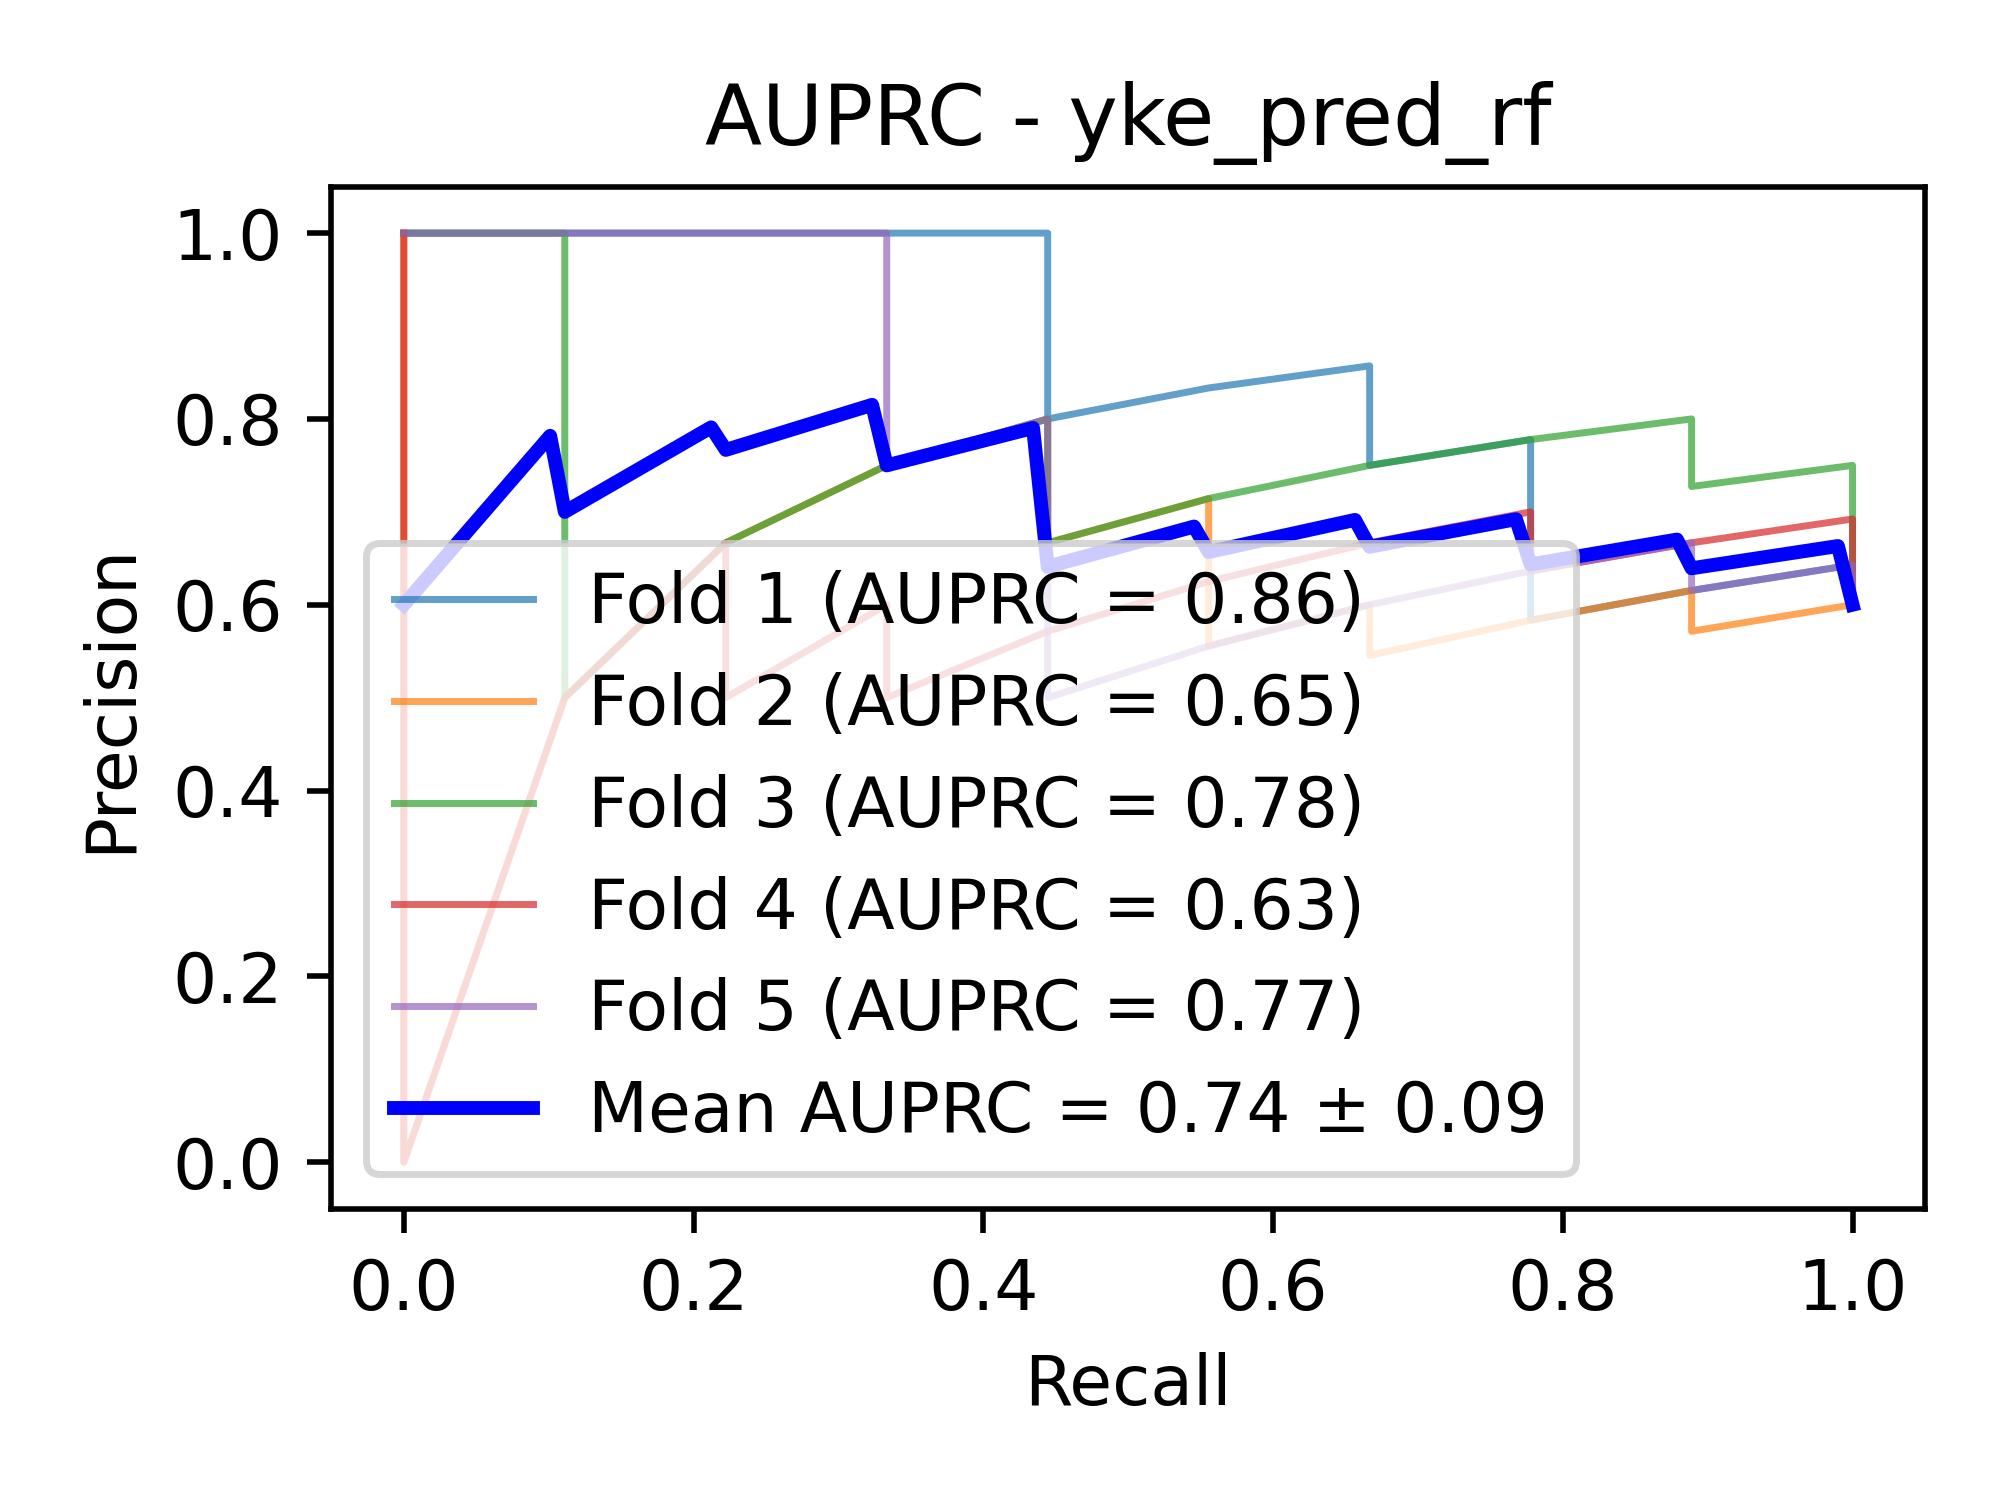 AUPRC - yke_pred_rf
1.0
0.8
0.6
0.4
0.2
0.0
Precision
Fold 1 (AUPRC = 0.86)
Fold 2 (AUPRC = 0.65)
Fold 3 (AUPRC = 0.78)
Fold 4 (AUPRC = 0.63)
Fold 5 (AUPRC = 0.77)
Mean AUPRC = 0.74 ± 0.09
0.0 0.2 0.4 0.6 0.8 1.0
Recall